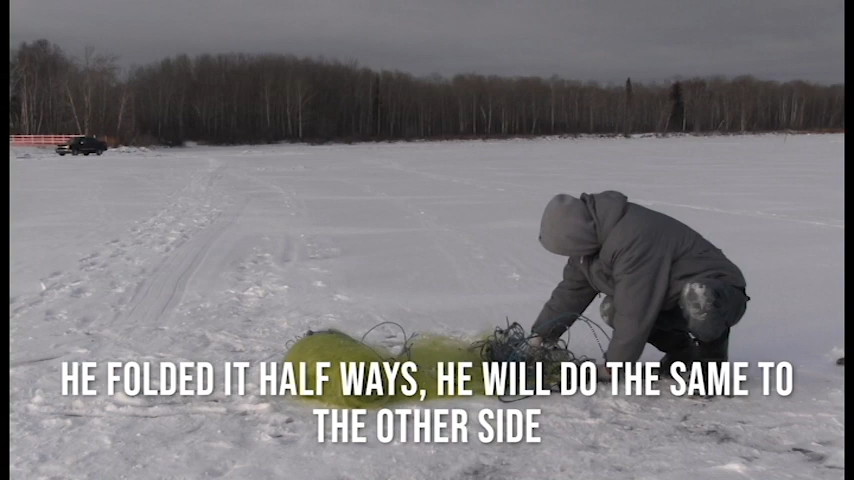 HE FOLDED IT HALF WAYS, HE WILL DO THE SAME TO
THE OTHER SIDE